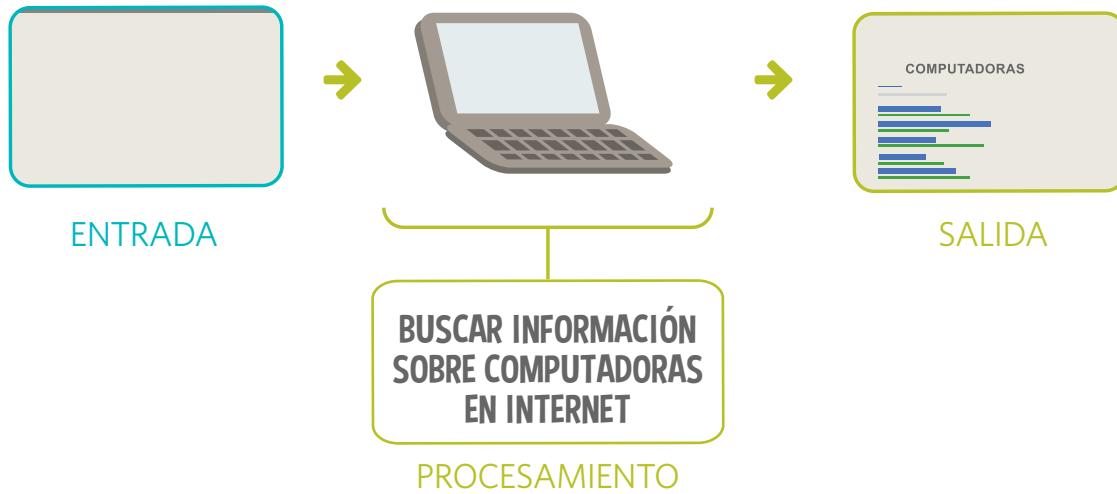 COMPUTADORAS
ENTRADA
SALIDA
BUSCAR INFORMACIÓN
SOBRE COMPUTADORAS
EN INTERNET
PROCESAMIENTO